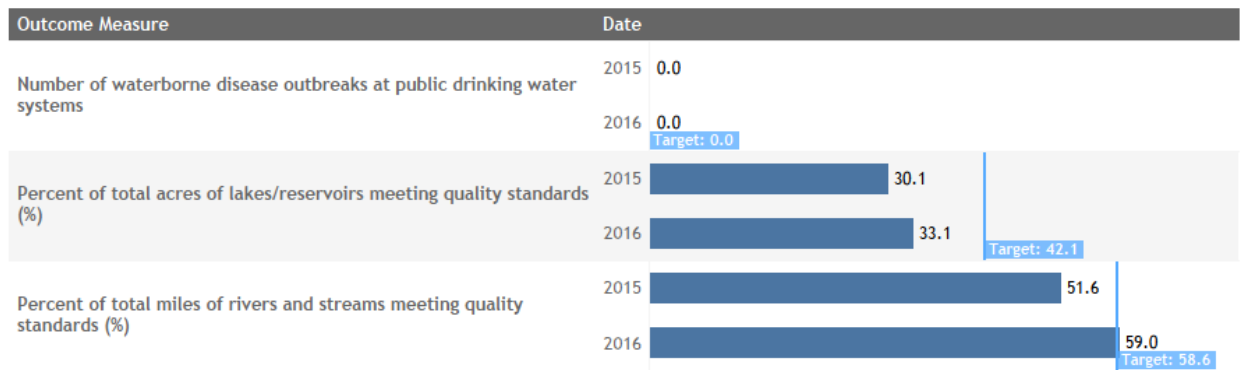 Outcome Measure Date
Number of waterborne disease outbreaks at public drinking water
systems
2015 0.0
2016 0.0
Target: 0.0
Percent of total acres of lakes/reservoirs meeting quality standards
(%)
2015 30.1
2016 33.1
Target: 42.1
Percent of total miles of rivers and streams meeting quality
standards (%)
2015 51.6
2016 59.0
Target: 58.6